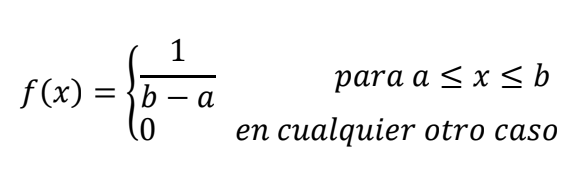 f(x) = { 1/(b − a) para a ≤ x ≤ b
0 en cualquier otro caso